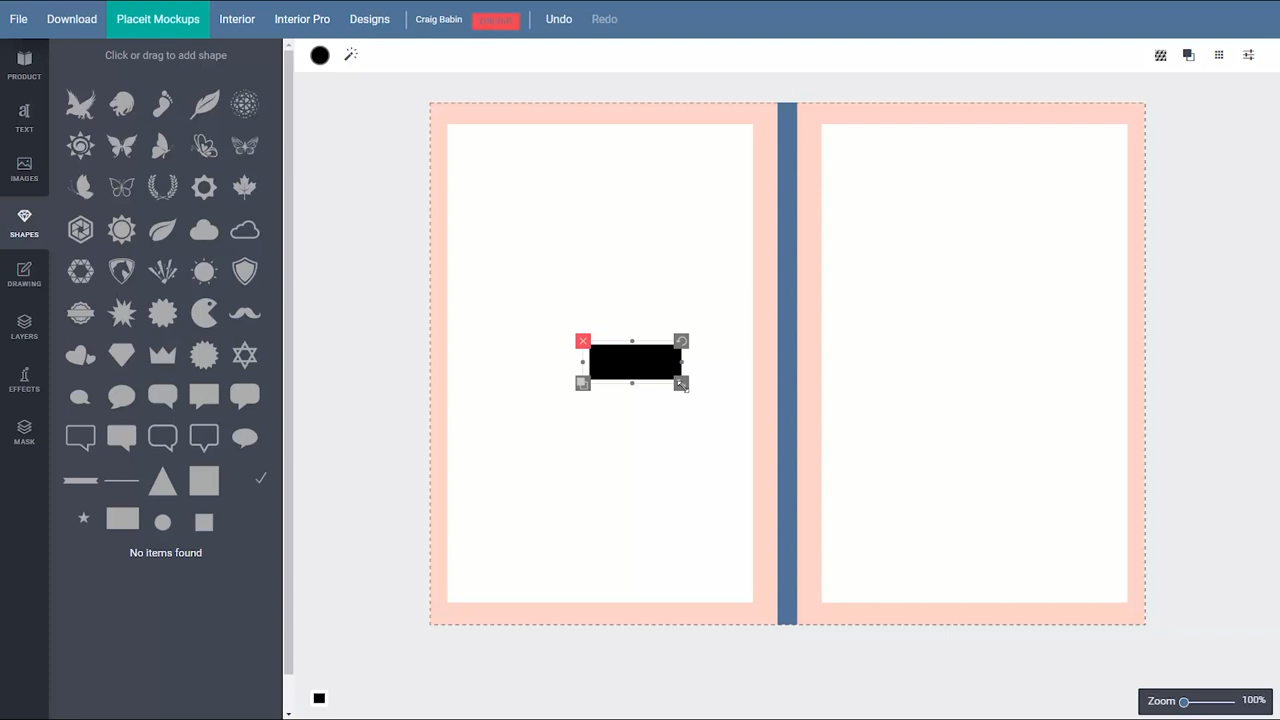 File Download Placeit Mockups Interior Interior Pro Designs Craig Babin Undo Redo
Click or drag to add shape
PRODUCT
TEXT
IMAGES
SHAPES
DRAWING
LAYERS
EFFECTS
MASK
No items found
Zoom 100%